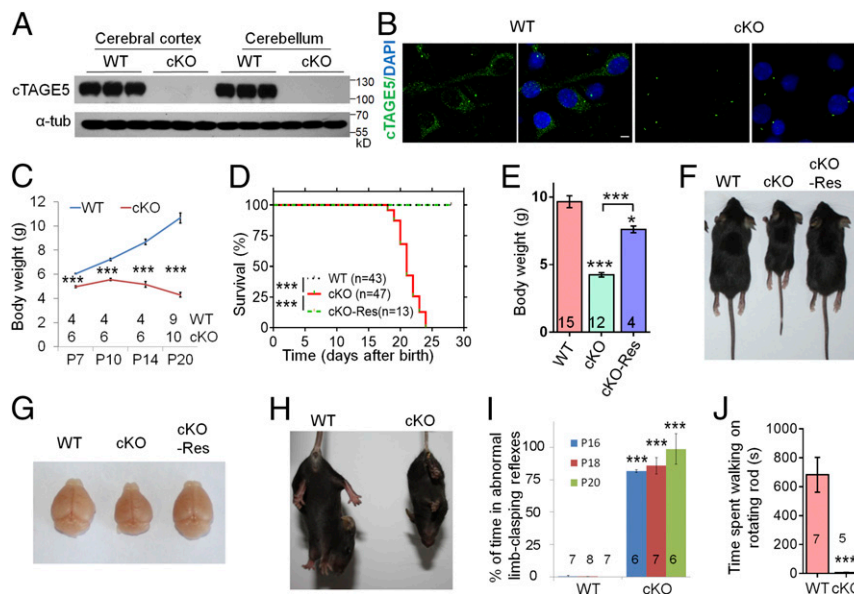 A
Cerebral cortex Cerebellum
WT cKO WT cKO
cTAGE5
130
100
α-tub
70
55
kD
B
WT cKO
cTAGE5/DAPI
C
Body weight (g)
12
10
8
6
4
2
0
WT
cKO
*** *** *** ***
4 4 4 9 WT
6 6 6 10 cKO
P7 P10 P14 P20
D
Survival (%)
100
75
50
25
0
*** WT (n=43)
*** cKO (n=47)
cKO-Res(n=13)
0 10 20 30
Time (days after birth)
E
Body weight (g)
10
5
0
***
***
*
15 12 4
WT cKO cKO-Res
F
WT cKO cKO
-Res
G
WT cKO cKO
-Res
H
WT cKO
I
% of time in abnormal
limb-clasping reflexes
100
75
50
25
0
P16
P18
P20
*** *** ***
7 8 7
6 7 6
WT cKO
J
Time spent walking on
rotating rod (s)
1000
800
600
400
200
0
7 5
***
WT cKO